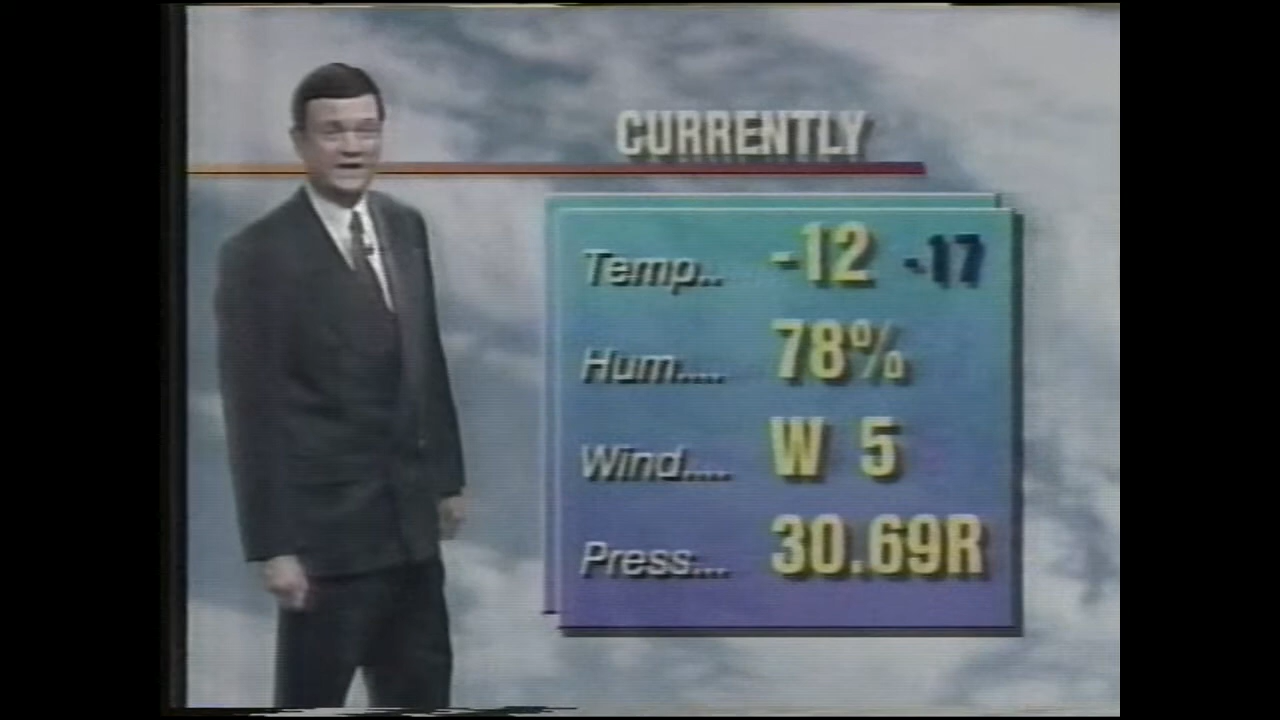 CURRENTLY
Temp.. -12 -17
Hum.... 78%
Wind.... W 5
Press... 30.69R